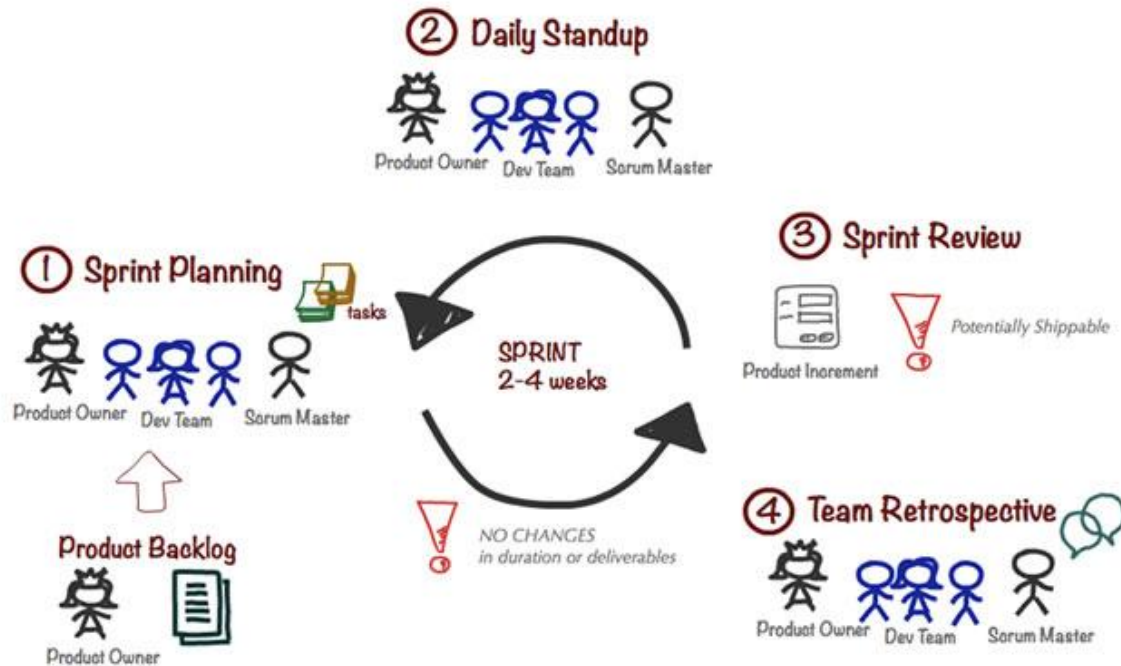 2 Daily Standup
Product Owner
Dev Team
Scrum Master
1 Sprint Planning
tasks
Product Owner
Dev Team
Scrum Master
Product Backlog
Product Owner
SPRINT
2-4 weeks
NO CHANGES
in duration or deliverables
3 Sprint Review
Product Increment
Potentially Shippable
4 Team Retrospective
Product Owner
Dev Team
Scrum Master